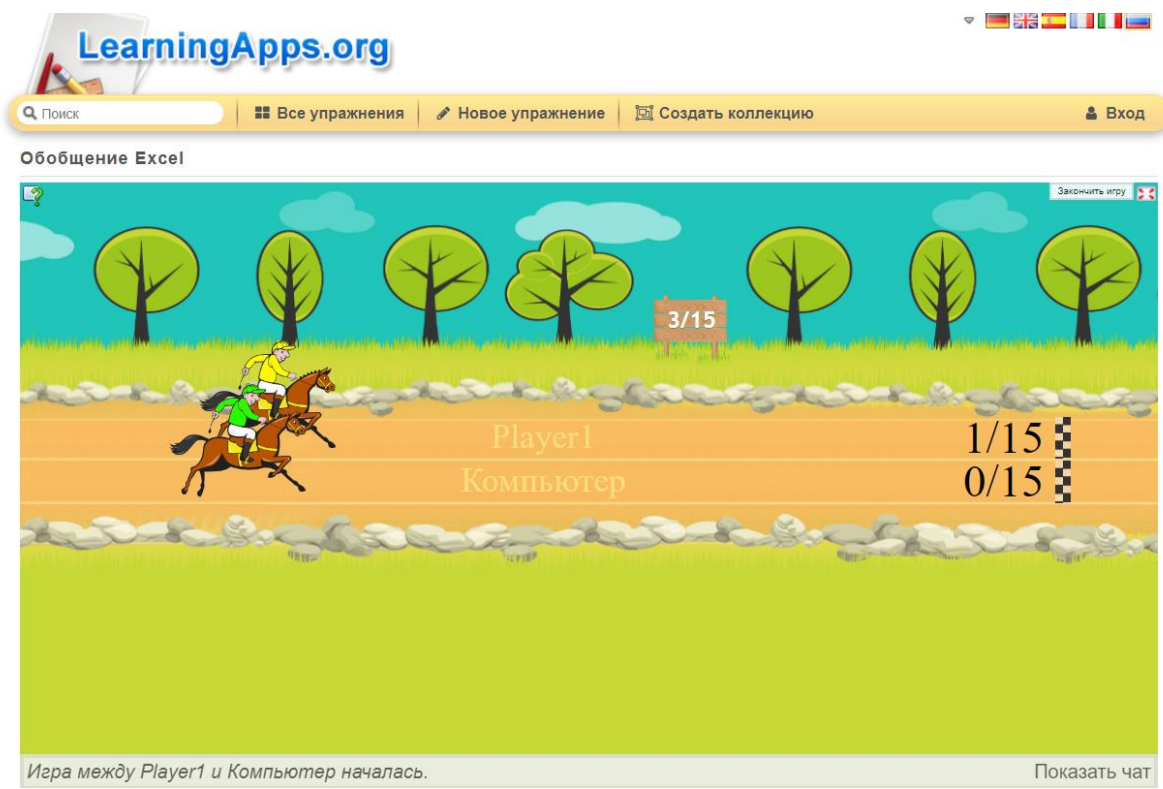 LearningApps.org
Поиск
Все упражнения
Новое упражнение
Создать коллекцию
Вход
Обобщение Excel
Закончить игру
3/15
Player1
1/15
Компьютер
0/15
Игра между Player1 и Компьютер началась.
Показать чат